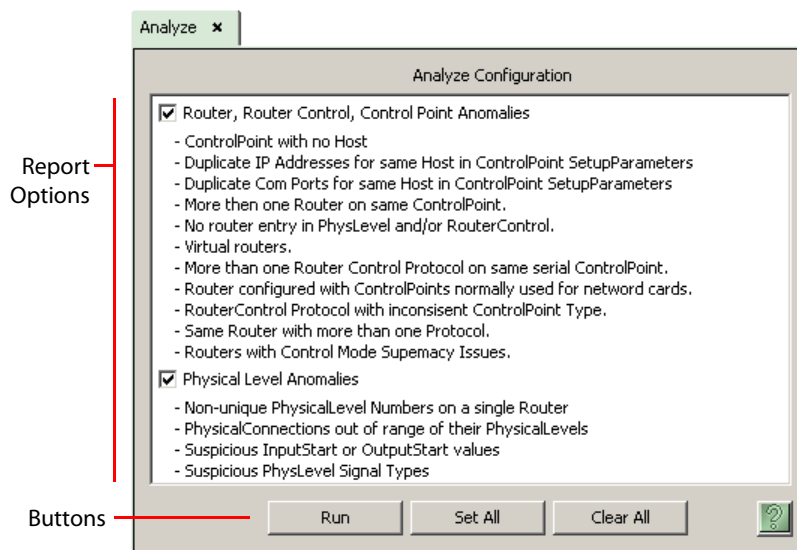 Analyze ×
Analyze Configuration
Router, Router Control, Control Point Anomalies
- ControlPoint with no Host
- Duplicate IP Addresses for same Host in ControlPoint SetupParameters
- Duplicate Com Ports for same Host in ControlPoint SetupParameters
- More then one Router on same ControlPoint.
- No router entry in PhysLevel and/or RouterControl.
- Virtual routers.
- More than one Router Control Protocol on same serial ControlPoint.
- Router configured with ControlPoints normally used for netword cards.
- RouterControl Protocol with inconsisent ControlPoint Type.
- Same Router with more than one Protocol.
- Routers with Control Mode Supemacy Issues.
Physical Level Anomalies
- Non-unique PhysicalLevel Numbers on a single Router
- PhysicalConnections out of range of their PhysicalLevels
- Suspicious InputStart or OutputStart values
- Suspicious PhysLevel Signal Types
Report
Options
Buttons
Run
Set All
Clear All
?